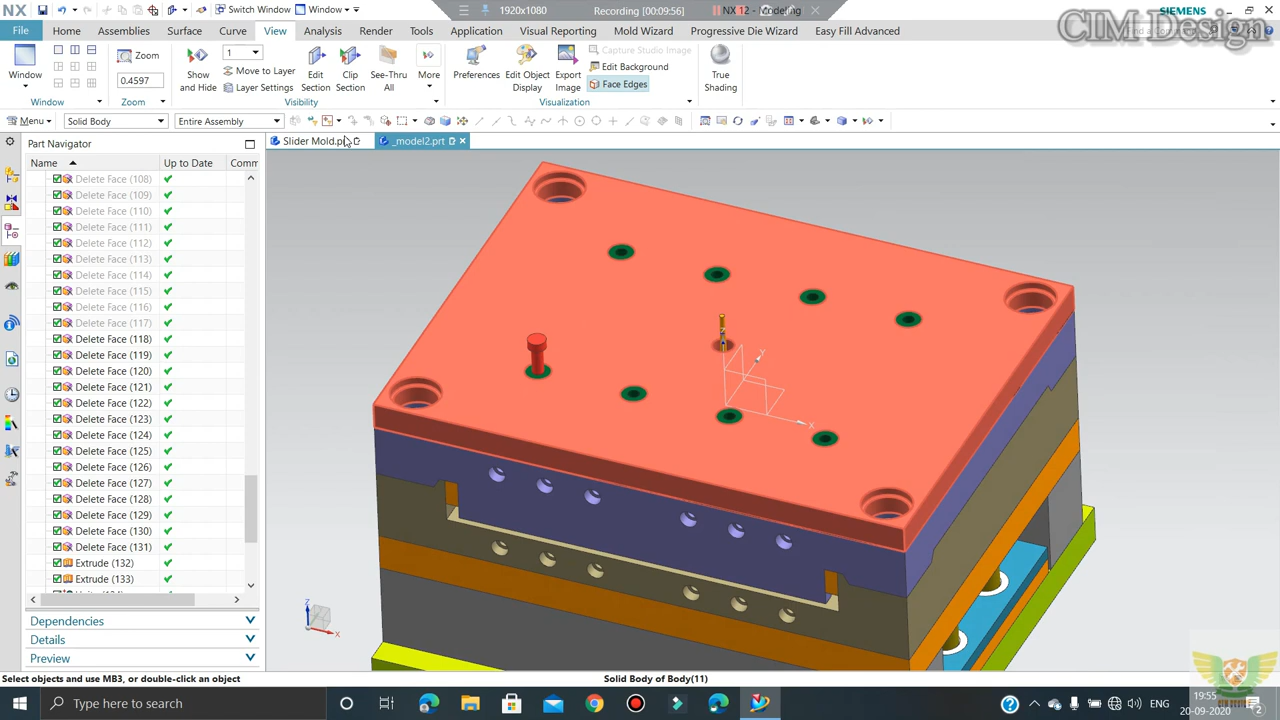 NX Switch Window Window 1920x1080 Recording [00:09:56] NX 12 - Modeling SIEMENS
CIM Design
File Home Assemblies Surface Curve View Analysis Render Tools Application Visual Reporting Mold Wizard Progressive Die Wizard Easy Fill Advanced
Window
Zoom
0.4597
Show and Hide
1
Move to Layer
Layer Settings
Edit Section
Clip Section
See-Thru All
More
Preferences
Edit Object Display
Export Image
Capture Studio Image
Edit Background
Face Edges
True Shading
Window Zoom Visibility Visualization
Menu Solid Body Entire Assembly
Part Navigator
Slider Mold.p
_model2.prt
Name Up to Date Comm
Delete Face (108)
Delete Face (109)
Delete Face (110)
Delete Face (111)
Delete Face (112)
Delete Face (113)
Delete Face (114)
Delete Face (115)
Delete Face (116)
Delete Face (117)
Delete Face (118)
Delete Face (119)
Delete Face (120)
Delete Face (121)
Delete Face (122)
Delete Face (123)
Delete Face (124)
Delete Face (125)
Delete Face (126)
Delete Face (127)
Delete Face (128)
Delete Face (129)
Delete Face (130)
Delete Face (131)
Extrude (132)
Extrude (133)
Dependencies
Details
Preview
Y
X
Z
X
Select objects and use MB3, or double-click an object
Solid Body of Body(11)
Type here to search
ENG
19:55
20-09-2020
2